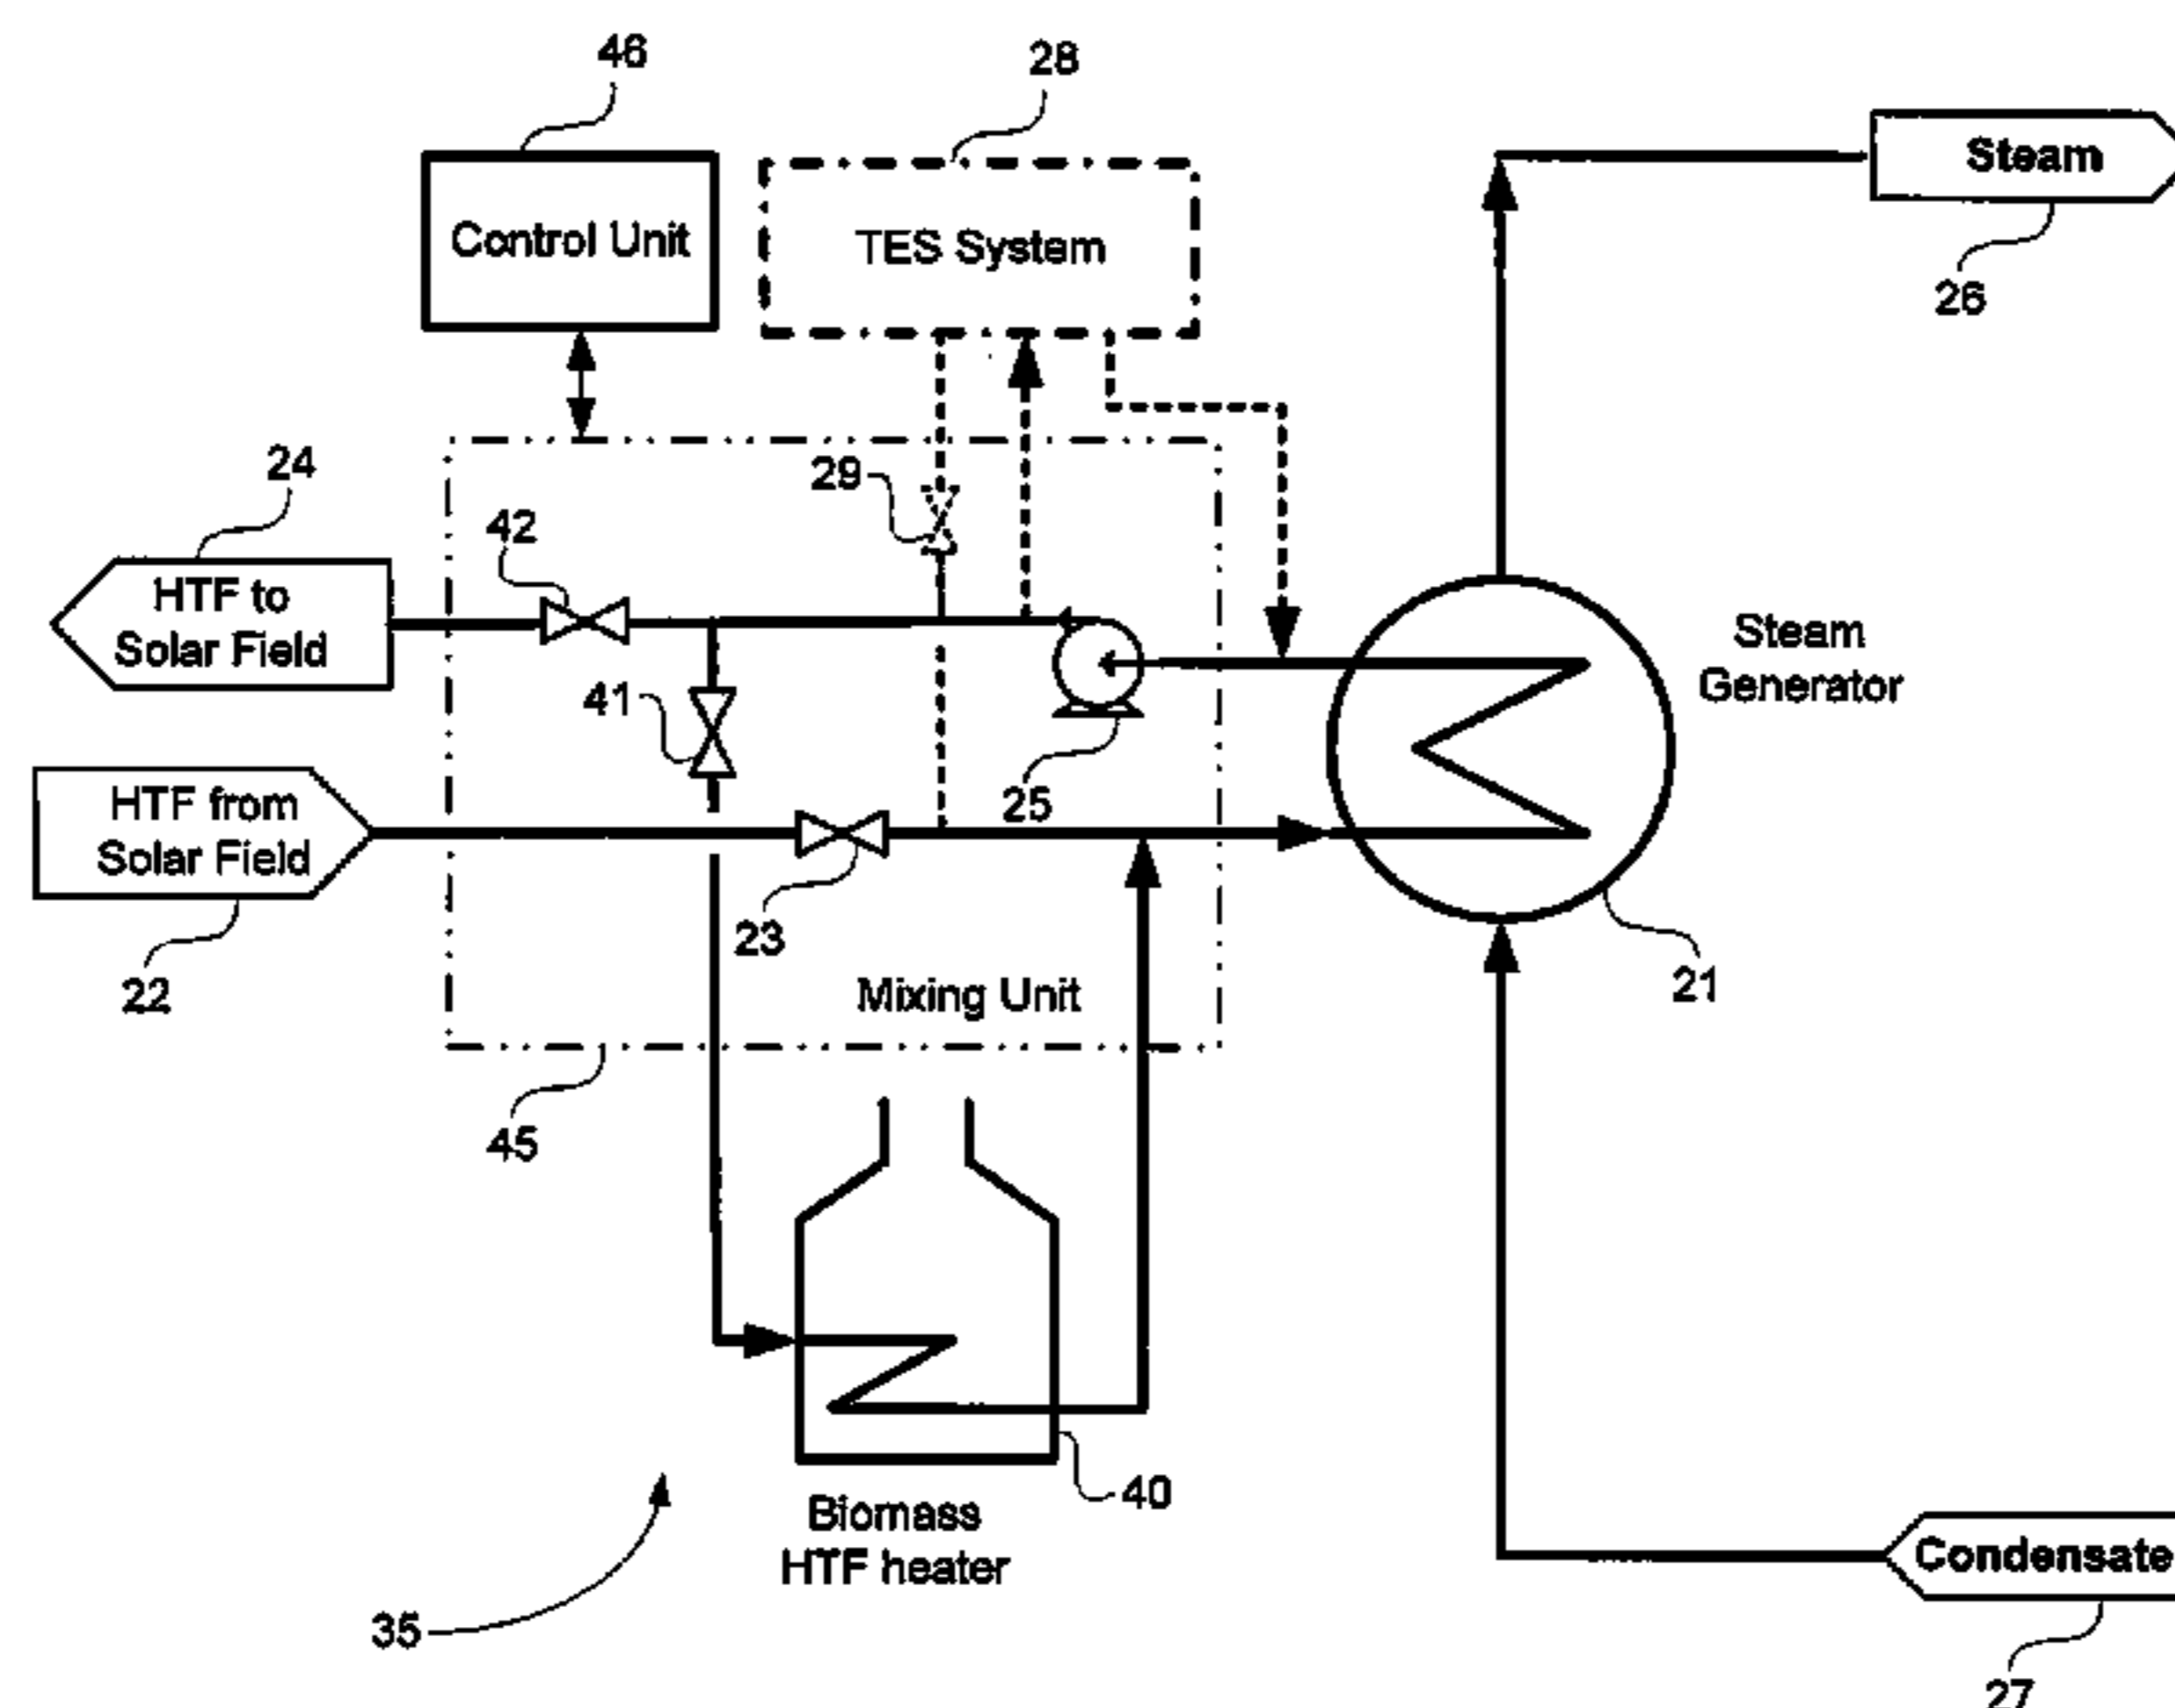 46
28
Steam
Control Unit
TES System
26
24
29
42
HTF to
Solar Field
Steam
Generator
41
HTF from
Solar Field
25
23
22
Mixing Unit
21
45
40
Biomass
HTF heater
Condensate
35
27